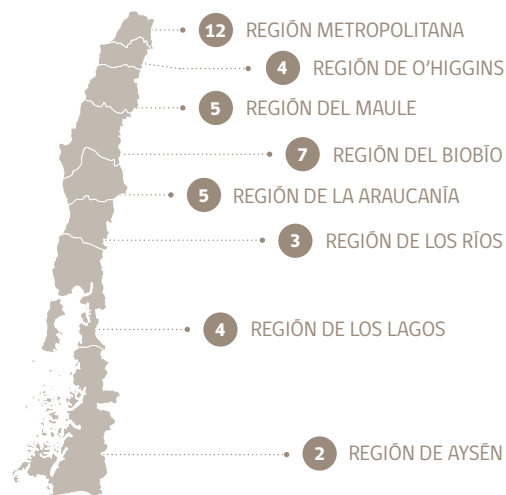 12 REGIÓN METROPOLITANA
4 REGIÓN DE O'HIGGINS
5 REGIÓN DEL MAULE
7 REGIÓN DEL BIOBÍO
5 REGIÓN DE LA ARAUCANÍA
3 REGIÓN DE LOS RÍOS
4 REGIÓN DE LOS LAGOS
2 REGIÓN DE AYSÉN